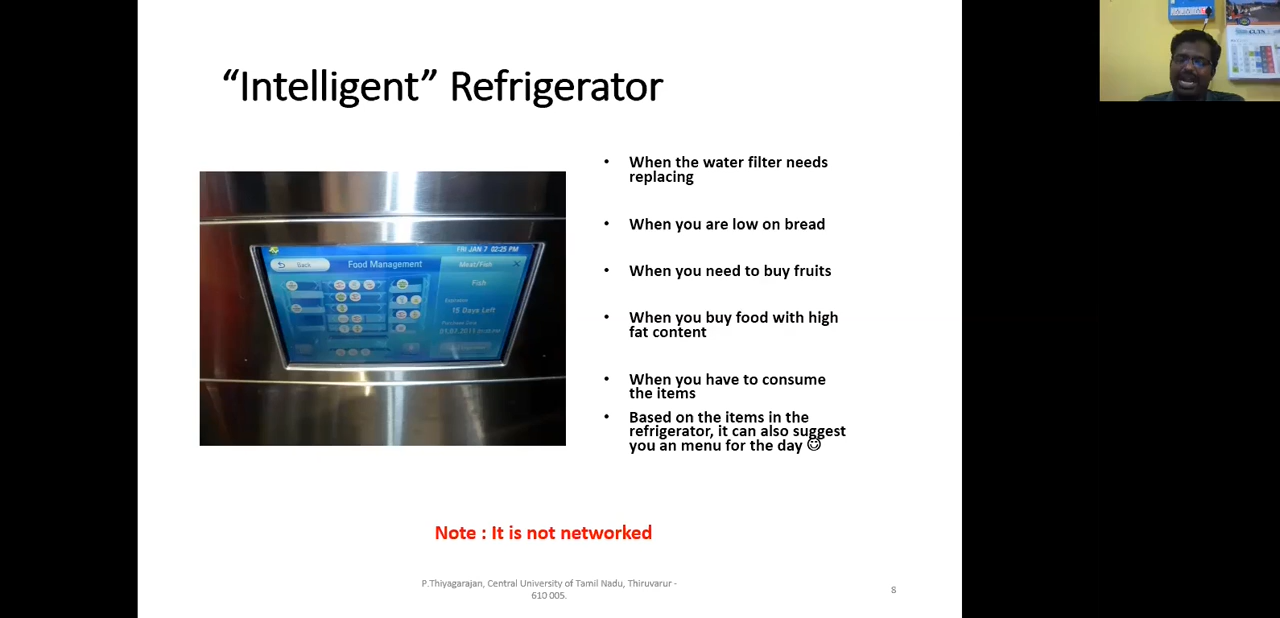 “Intelligent” Refrigerator
• When the water filter needs
replacing
• When you are low on bread
• When you need to buy fruits
• When you buy food with high
fat content
• When you have to consume
the items
• Based on the items in the
refrigerator, it can also suggest
you an menu for the day ☺
FRI JAN 7 02:25 PM
Back
Food Management
Meat/Fish
Fish
15 Days Left
Note : It is not networked
P.Thiyagarajan, Central University of Tamil Nadu, Thiruvarur -
610 005.
8